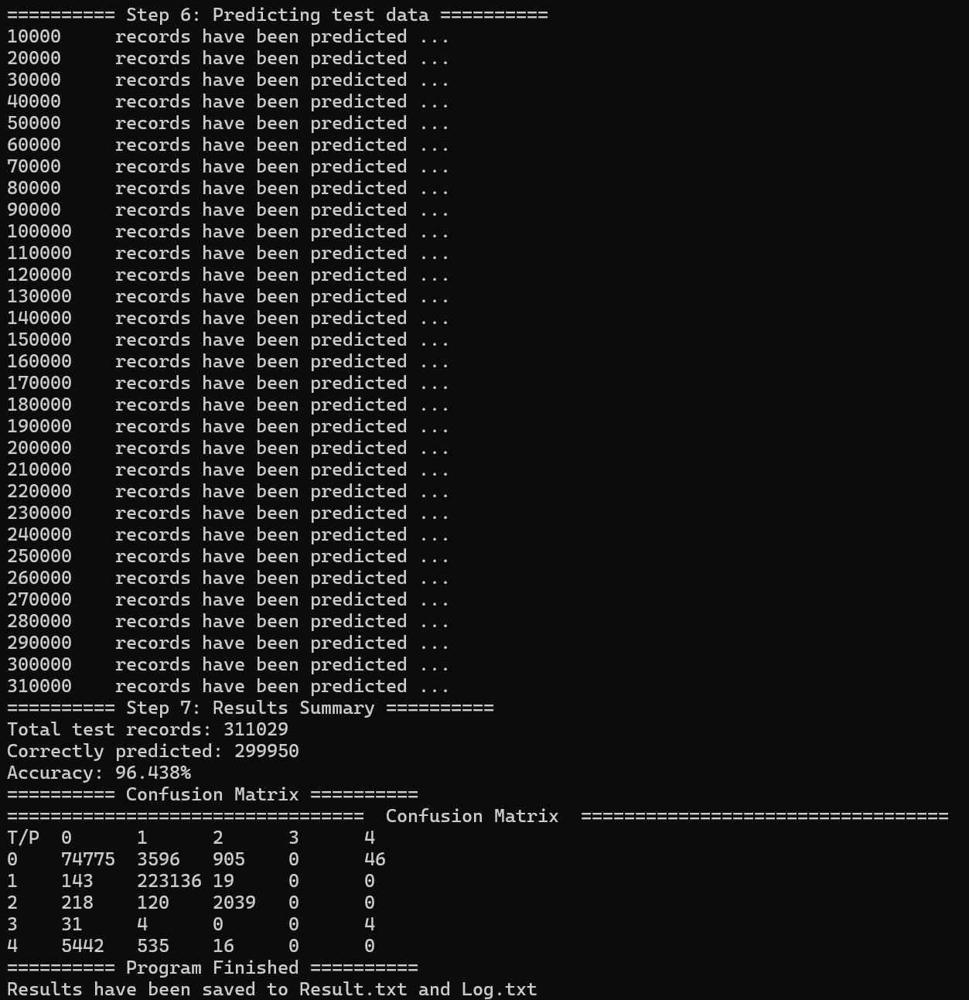 ========== Step 6: Predicting test data ==========
10000     records have been predicted ...
20000     records have been predicted ...
30000     records have been predicted ...
40000     records have been predicted ...
50000     records have been predicted ...
60000     records have been predicted ...
70000     records have been predicted ...
80000     records have been predicted ...
90000     records have been predicted ...
100000    records have been predicted ...
110000    records have been predicted ...
120000    records have been predicted ...
130000    records have been predicted ...
140000    records have been predicted ...
150000    records have been predicted ...
160000    records have been predicted ...
170000    records have been predicted ...
180000    records have been predicted ...
190000    records have been predicted ...
200000    records have been predicted ...
210000    records have been predicted ...
220000    records have been predicted ...
230000    records have been predicted ...
240000    records have been predicted ...
250000    records have been predicted ...
260000    records have been predicted ...
270000    records have been predicted ...
280000    records have been predicted ...
290000    records have been predicted ...
300000    records have been predicted ...
310000    records have been predicted ...
========== Step 7: Results Summary ==========
Total test records: 311029
Correctly predicted: 299950
Accuracy: 96.438%
========== Confusion Matrix ==========
=================================  Confusion Matrix  ==================================
T/P  0      1      2      3      4
0    74775  3596   905    0      46
1    143    223136 19     0      0
2    218    120    2039   0      0
3    31     4      0      0      4
4    5442   535    16     0      0
========== Program Finished ==========
Results have been saved to Result.txt and Log.txt